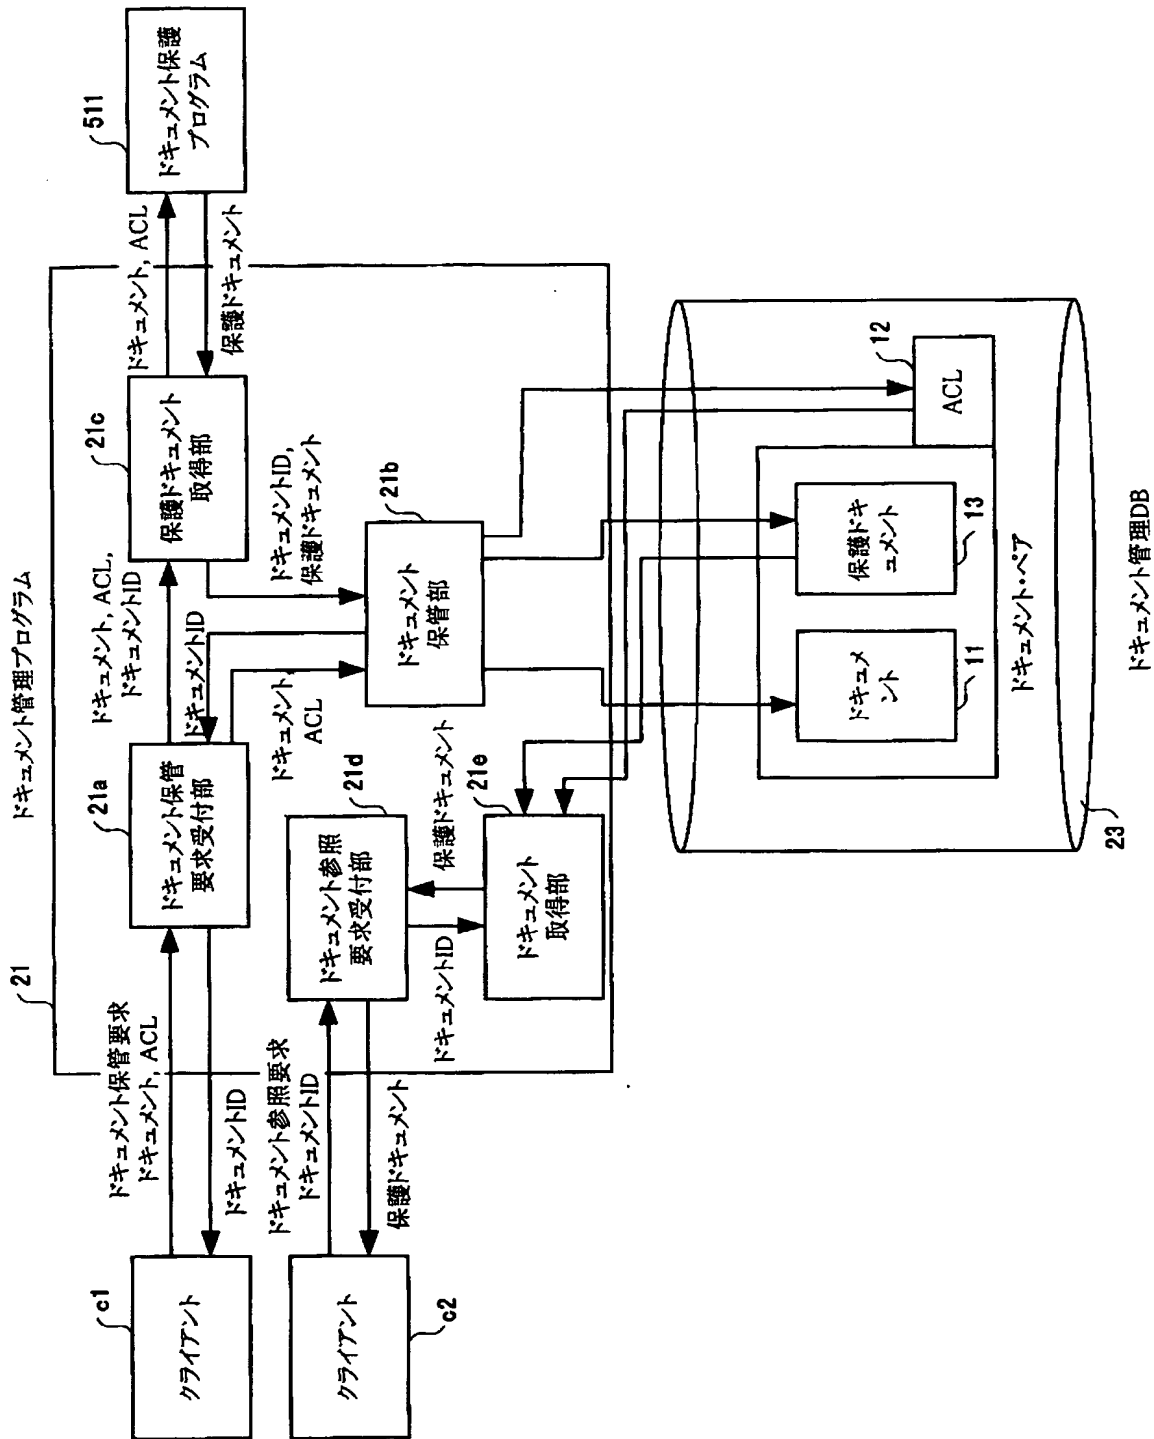 ドキュメント管理プログラム
21
c1
クライアント
ドキュメント保管要求
ドキュメント, ACL
ドキュメントID
21a
ドキュメント保管
要求受付部
ドキュメント, ACL,
ドキュメントID
ドキュメントID
ドキュメント,
ACL
21c
保護ドキュメント
取得部
ドキュメント, ACL
保護ドキュメント
511
ドキュメント保護
プログラム
ドキュメントID,
保護ドキュメント
21b
ドキュメント
保管部
c2
クライアント
ドキュメント参照要求
ドキュメントID
保護ドキュメント
21d
ドキュメント参照
要求受付部
ドキュメントID
保護ドキュメント
21e
ドキュメント
取得部
12
ACL
保護ドキ
ュメント
13
ドキュメ
ント
11
ドキュメント・ペア
23
ドキュメント管理DB